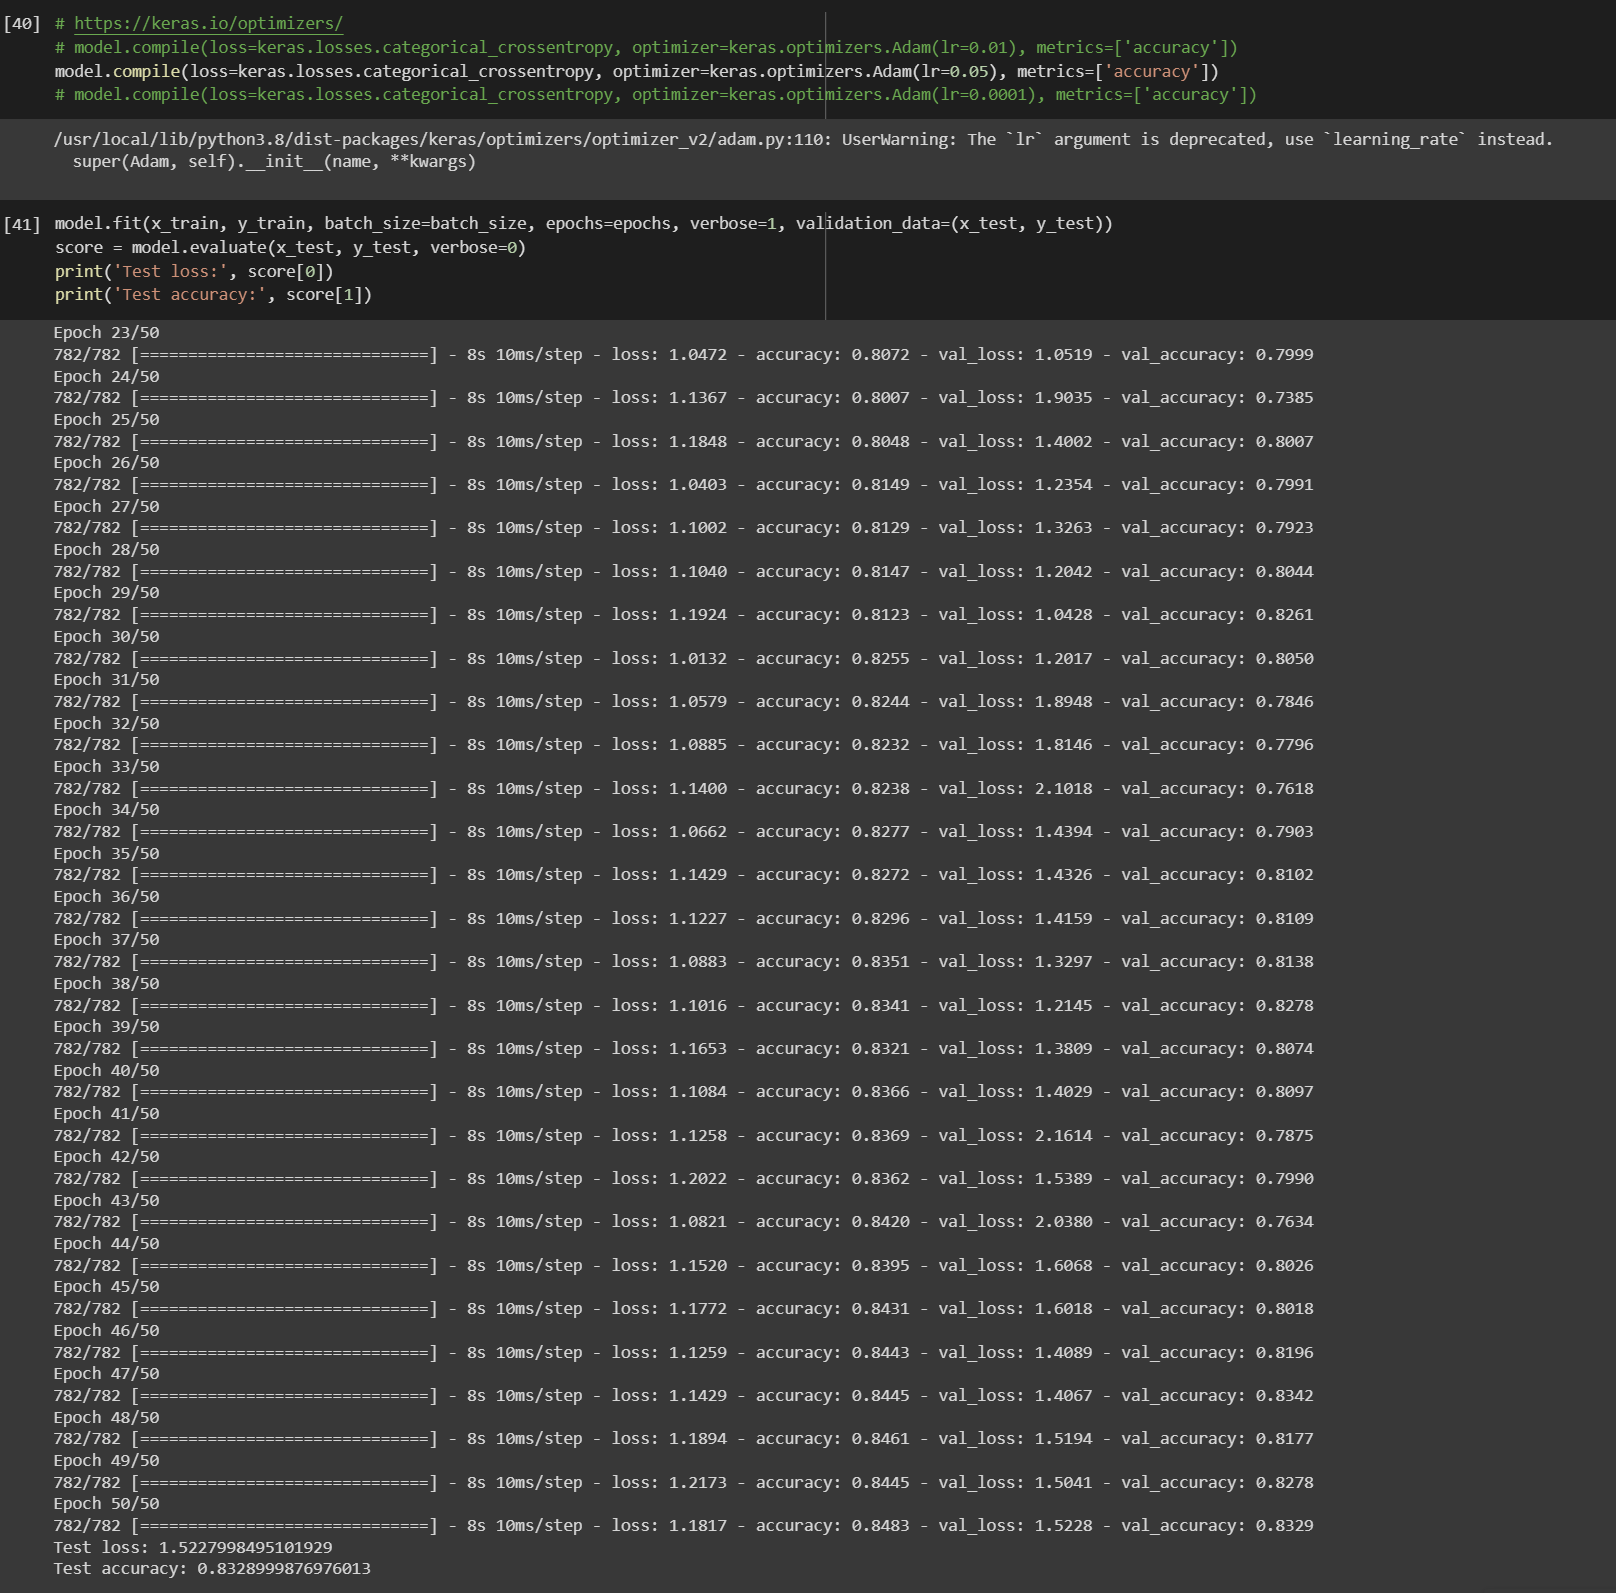 [40] # https://keras.io/optimizers/
# model.compile(loss=keras.losses.categorical_crossentropy, optimizer=keras.optimizers.Adam(lr=0.01), metrics=['accuracy'])
model.compile(loss=keras.losses.categorical_crossentropy, optimizer=keras.optimizers.Adam(lr=0.05), metrics=['accuracy'])
# model.compile(loss=keras.losses.categorical_crossentropy, optimizer=keras.optimizers.Adam(lr=0.0001), metrics=['accuracy'])
/usr/local/lib/python3.8/dist-packages/keras/optimizers/optimizer_v2/adam.py:110: UserWarning: The `lr` argument is deprecated, use `learning_rate` instead.
  super(Adam, self).__init__(name, **kwargs)
[41] model.fit(x_train, y_train, batch_size=batch_size, epochs=epochs, verbose=1, validation_data=(x_test, y_test))
score = model.evaluate(x_test, y_test, verbose=0)
print('Test loss:', score[0])
print('Test accuracy:', score[1])
Epoch 23/50
782/782 [==============================] - 8s 10ms/step - loss: 1.0472 - accuracy: 0.8072 - val_loss: 1.0519 - val_accuracy: 0.7999
Epoch 24/50
782/782 [==============================] - 8s 10ms/step - loss: 1.1367 - accuracy: 0.8007 - val_loss: 1.9035 - val_accuracy: 0.7385
Epoch 25/50
782/782 [==============================] - 8s 10ms/step - loss: 1.1848 - accuracy: 0.8048 - val_loss: 1.4002 - val_accuracy: 0.8007
Epoch 26/50
782/782 [==============================] - 8s 10ms/step - loss: 1.0403 - accuracy: 0.8149 - val_loss: 1.2354 - val_accuracy: 0.7991
Epoch 27/50
782/782 [==============================] - 8s 10ms/step - loss: 1.1002 - accuracy: 0.8129 - val_loss: 1.3263 - val_accuracy: 0.7923
Epoch 28/50
782/782 [==============================] - 8s 10ms/step - loss: 1.1040 - accuracy: 0.8147 - val_loss: 1.2042 - val_accuracy: 0.8044
Epoch 29/50
782/782 [==============================] - 8s 10ms/step - loss: 1.1924 - accuracy: 0.8123 - val_loss: 1.0428 - val_accuracy: 0.8261
Epoch 30/50
782/782 [==============================] - 8s 10ms/step - loss: 1.0132 - accuracy: 0.8255 - val_loss: 1.2017 - val_accuracy: 0.8050
Epoch 31/50
782/782 [==============================] - 8s 10ms/step - loss: 1.0579 - accuracy: 0.8244 - val_loss: 1.8948 - val_accuracy: 0.7846
Epoch 32/50
782/782 [==============================] - 8s 10ms/step - loss: 1.0885 - accuracy: 0.8232 - val_loss: 1.8146 - val_accuracy: 0.7796
Epoch 33/50
782/782 [==============================] - 8s 10ms/step - loss: 1.1400 - accuracy: 0.8238 - val_loss: 2.1018 - val_accuracy: 0.7618
Epoch 34/50
782/782 [==============================] - 8s 10ms/step - loss: 1.0662 - accuracy: 0.8277 - val_loss: 1.4394 - val_accuracy: 0.7903
Epoch 35/50
782/782 [==============================] - 8s 10ms/step - loss: 1.1429 - accuracy: 0.8272 - val_loss: 1.4326 - val_accuracy: 0.8102
Epoch 36/50
782/782 [==============================] - 8s 10ms/step - loss: 1.1227 - accuracy: 0.8296 - val_loss: 1.4159 - val_accuracy: 0.8109
Epoch 37/50
782/782 [==============================] - 8s 10ms/step - loss: 1.0883 - accuracy: 0.8351 - val_loss: 1.3297 - val_accuracy: 0.8138
Epoch 38/50
782/782 [==============================] - 8s 10ms/step - loss: 1.1016 - accuracy: 0.8341 - val_loss: 1.2145 - val_accuracy: 0.8278
Epoch 39/50
782/782 [==============================] - 8s 10ms/step - loss: 1.1653 - accuracy: 0.8321 - val_loss: 1.3809 - val_accuracy: 0.8074
Epoch 40/50
782/782 [==============================] - 8s 10ms/step - loss: 1.1084 - accuracy: 0.8366 - val_loss: 1.4029 - val_accuracy: 0.8097
Epoch 41/50
782/782 [==============================] - 8s 10ms/step - loss: 1.1258 - accuracy: 0.8369 - val_loss: 2.1614 - val_accuracy: 0.7875
Epoch 42/50
782/782 [==============================] - 8s 10ms/step - loss: 1.2022 - accuracy: 0.8362 - val_loss: 1.5389 - val_accuracy: 0.7990
Epoch 43/50
782/782 [==============================] - 8s 10ms/step - loss: 1.0821 - accuracy: 0.8420 - val_loss: 2.0380 - val_accuracy: 0.7634
Epoch 44/50
782/782 [==============================] - 8s 10ms/step - loss: 1.1520 - accuracy: 0.8395 - val_loss: 1.6068 - val_accuracy: 0.8026
Epoch 45/50
782/782 [==============================] - 8s 10ms/step - loss: 1.1772 - accuracy: 0.8431 - val_loss: 1.6018 - val_accuracy: 0.8018
Epoch 46/50
782/782 [==============================] - 8s 10ms/step - loss: 1.1259 - accuracy: 0.8443 - val_loss: 1.4089 - val_accuracy: 0.8196
Epoch 47/50
782/782 [==============================] - 8s 10ms/step - loss: 1.1429 - accuracy: 0.8445 - val_loss: 1.4067 - val_accuracy: 0.8342
Epoch 48/50
782/782 [==============================] - 8s 10ms/step - loss: 1.1894 - accuracy: 0.8461 - val_loss: 1.5194 - val_accuracy: 0.8177
Epoch 49/50
782/782 [==============================] - 8s 10ms/step - loss: 1.2173 - accuracy: 0.8445 - val_loss: 1.5041 - val_accuracy: 0.8278
Epoch 50/50
782/782 [==============================] - 8s 10ms/step - loss: 1.1817 - accuracy: 0.8483 - val_loss: 1.5228 - val_accuracy: 0.8329
Test loss: 1.5227998495101929
Test accuracy: 0.8328999876976013